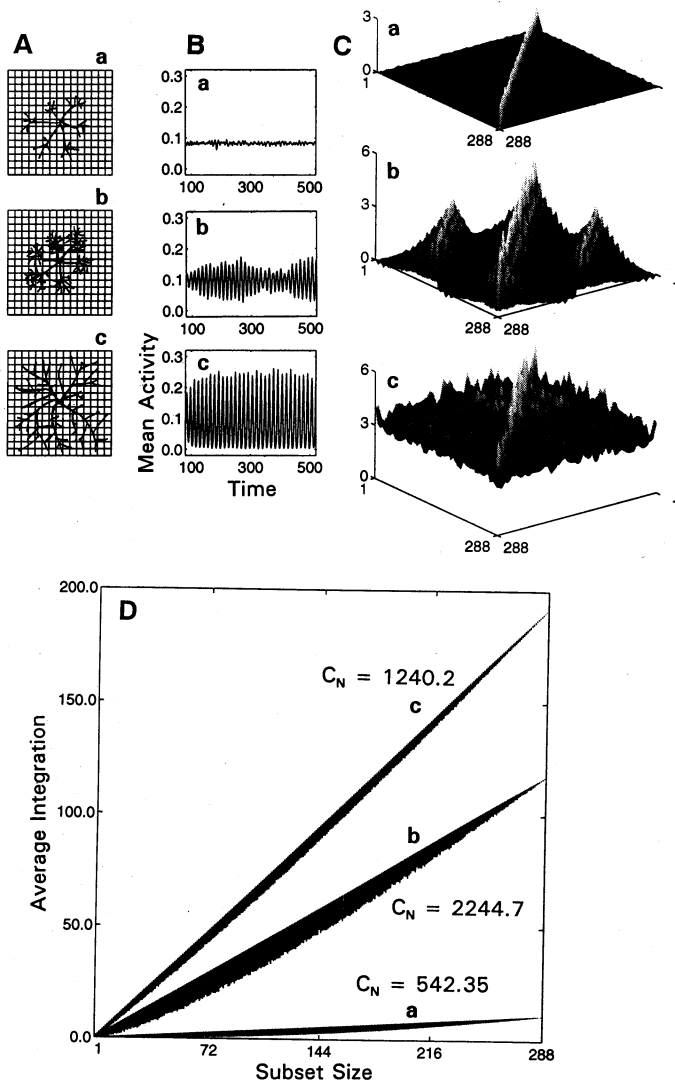 A
a
b
c
B
a
0.3
0.2
0.1
0.0
100 300 500
b
0.3
0.2
0.1
0.0
100 300 500
c
0.3
0.2
0.1
0.0
100 300 500
Mean Activity
Time
C
a
3
0
1
288 288
b
6
3
0
1
288 288
c
6
3
0
1
288 288
D
200.0
150.0
100.0
50.0
0.0
Average Integration
C_N = 1240.2
c
b
C_N = 2244.7
C_N = 542.35
a
1 72 144 216 288
Subset Size